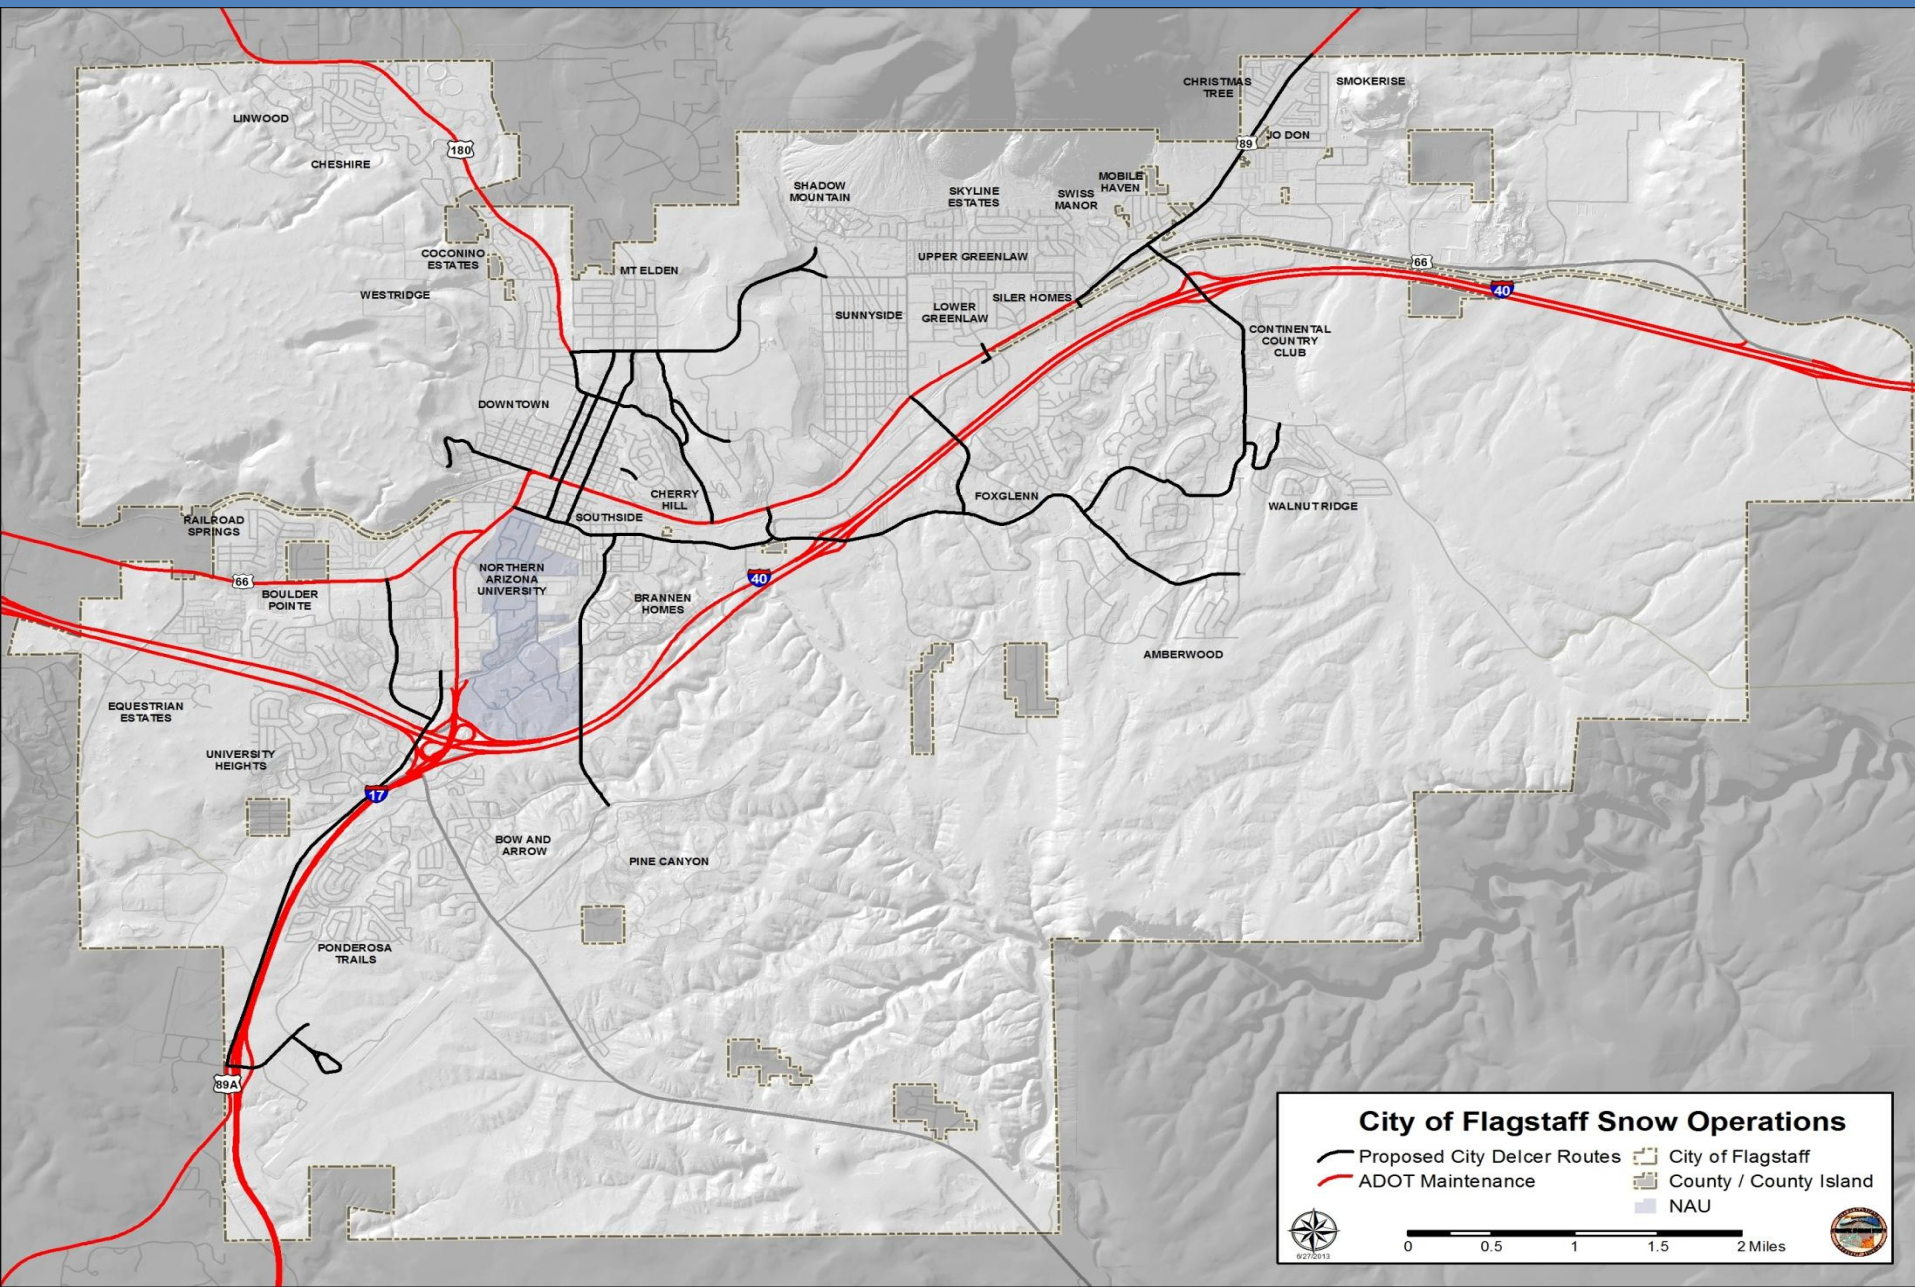 CHRISTMAS
TREE
SMOKERISE
LINWOOD
180
89
JO DON
CHESHIRE
MOBILE
HAVEN
SHADOW
MOUNTAIN
SKYLINE
ESTATES
SWISS
MANOR
COCONINO
ESTATES
UPPER GREENLAW
66
MT ELDEN
40
WESTRIDGE
SILER HOMES
LOWER
GREENLAW
SUNNYSIDE
CONTINENTAL
COUNTRY
CLUB
DOWNTOWN
CHERRY
HILL
FOXGLENN
WALNUT RIDGE
SOUTHSIDE
RAILROAD
SPRINGS
NORTHERN
ARIZONA
UNIVERSITY
40
66
BOULDER
POINTE
BRANNEN
HOMES
AMBERWOOD
EQUESTRIAN
ESTATES
UNIVERSITY
HEIGHTS
17
BOW AND
ARROW
PINE CANYON
PONDEROSA
TRAILS
89A
City of Flagstaff Snow Operations
Proposed City DeIcer Routes
City of Flagstaff
ADOT Maintenance
County / County Island
NAU
0 0.5 1 1.5 2 Miles
6/27/2013